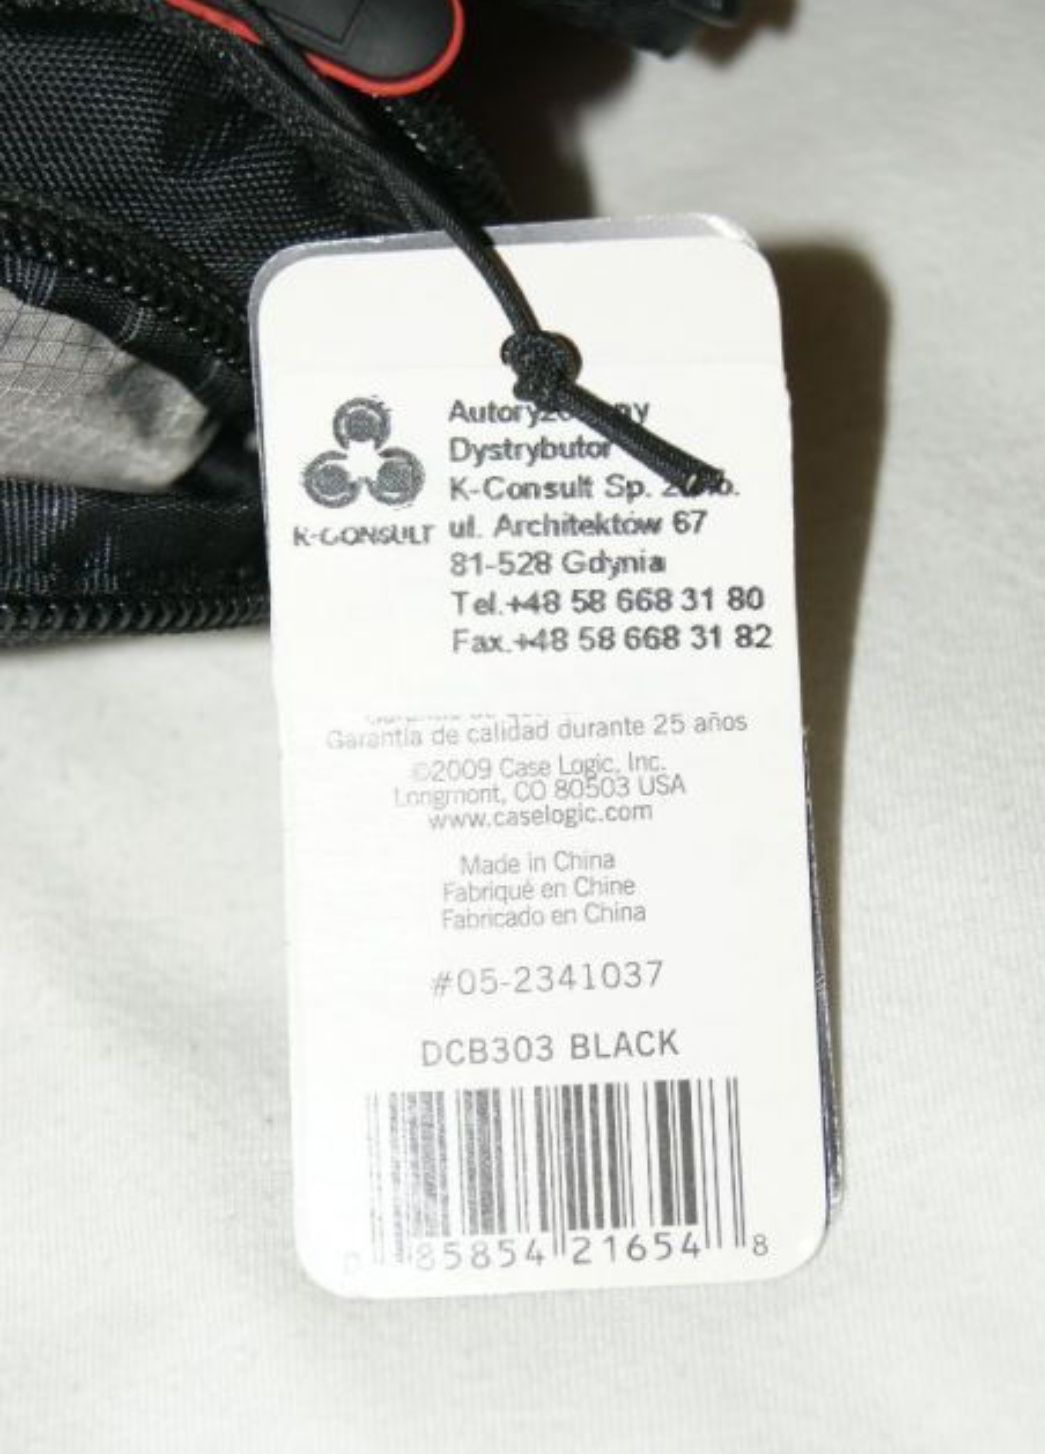 K-CONSULT
Dystrybutor
K-Consult Sp.
ul. Architektów 67
81-528 Gdynia
Tel.+48 58 668 31 80
Fax.+48 58 668 31 82
Garantía de calidad durante 25 años
©2009 Case Logic, Inc.
Longmont, CO 80503 USA
www.caselogic.com
Made in China
Fabriqué en Chine
Fabricado en China
#05-2341037
DCB303 BLACK
0 85854 21654 8